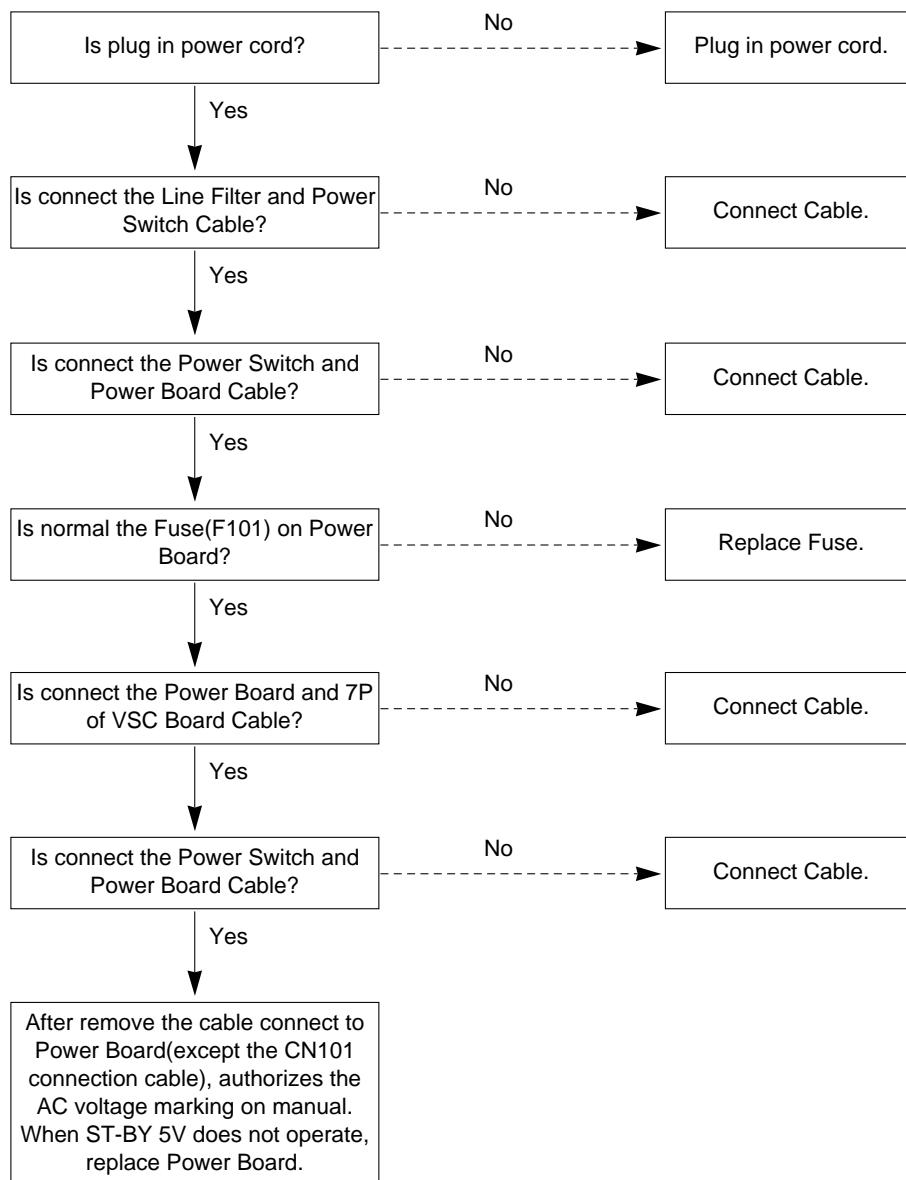 Is plug in power cord?
No
Plug in power cord.
Yes
Is connect the Line Filter and Power
Switch Cable?
No
Connect Cable.
Yes
Is connect the Power Switch and
Power Board Cable?
No
Connect Cable.
Yes
Is normal the Fuse(F101) on Power
Board?
No
Replace Fuse.
Yes
Is connect the Power Board and 7P
of VSC Board Cable?
No
Connect Cable.
Yes
Is connect the Power Switch and
Power Board Cable?
No
Connect Cable.
Yes
After remove the cable connect to
Power Board(except the CN101
connection cable), authorizes the
AC voltage marking on manual.
When ST-BY 5V does not operate,
replace Power Board.